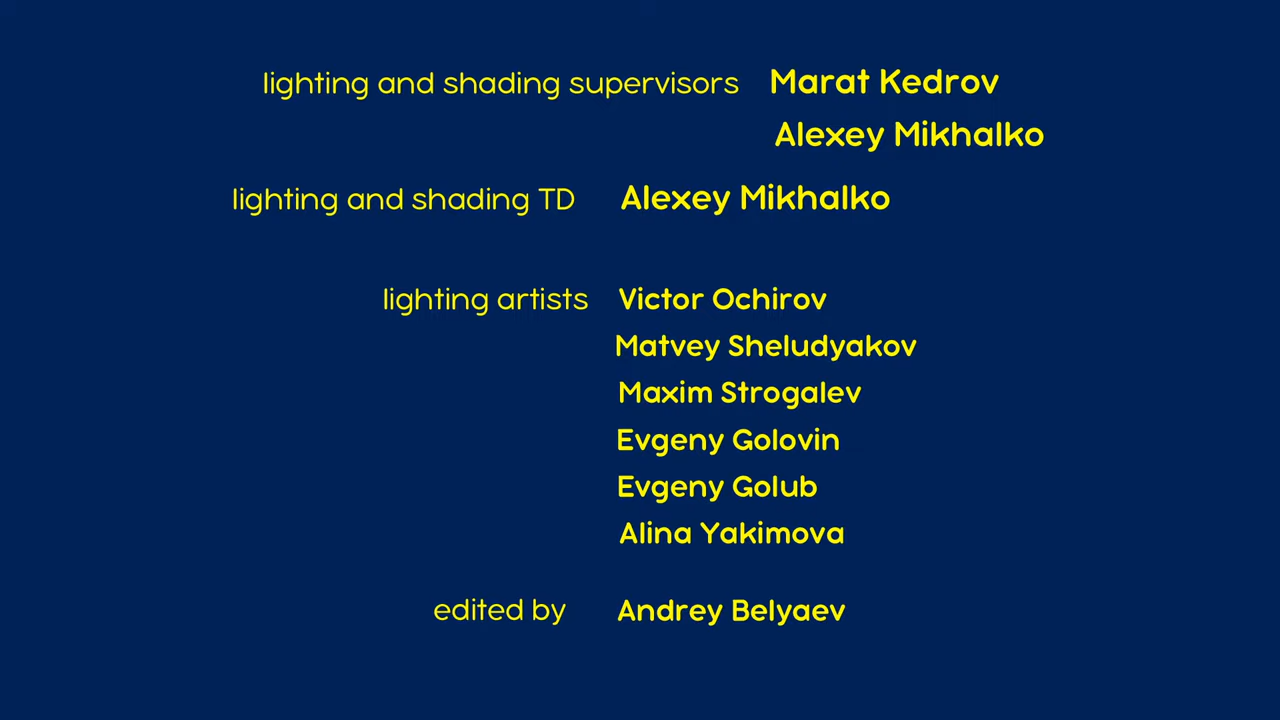 lighting and shading supervisors Marat Kedrov
Alexey Mikhalko
lighting and shading TD Alexey Mikhalko
lighting artists Victor Ochirov
Matvey Sheludyakov
Maxim Strogalev
Evgeny Golovin
Evgeny Golub
Alina Yakimova
edited by Andrey Belyaev